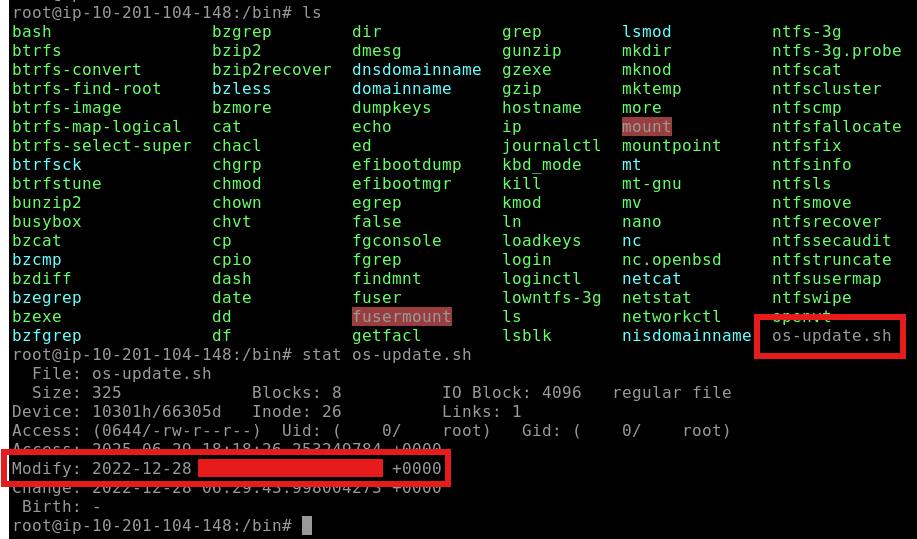 root@ip-10-201-104-148:/bin# ls
bash bzgrep dir grep lsmod ntfs-3g
btrfs bzip2 dmesg gunzip mkdir ntfs-3g.probe
btrfs-convert bzip2recover dnsdomainname gzexe mknod ntfscat
btrfs-find-root bzless domainname gzip mktemp ntfscluster
btrfs-image bzmore dumpkeys hostname more ntfscmp
btrfs-map-logical cat echo ip mount ntfsfallocate
btrfs-select-super chacl ed journalctl mountpoint ntfsfix
btrfsck chgrp efibootdump kbd_mode mt ntfsinfo
btrfstune chmod efibootmgr kill mt-gnu ntfsls
bunzip2 chown egrep kmod mv ntfsmove
busybox chvt false ln nano ntfsrecover
bzcat cp fgconsole loadkeys nc ntfssecaudit
bzcmp cpio fgrep login nc.openbsd ntfstruncate
bzdiff dash findmnt loginctl netcat ntfsusermap
bzegrep date fuser lowntfs-3g netstat ntfswipe
bzexe dd fusermount ls networkctl openvt
bzfgrep df getfacl lsblk nisdomainname os-update.sh
root@ip-10-201-104-148:/bin# stat os-update.sh
File: os-update.sh
Size: 325 Blocks: 8 IO Block: 4096 regular file
Device: 10301h/66305d Inode: 26 Links: 1
Access: (0644/-rw-r--r--) Uid: ( 0/ root) Gid: ( 0/ root)
Access: 2025-06-29 18:18:26.253249784 +0000
Modify: 2022-12-28 +0000
Change: 2022-12-28 06:29:43.998004273 +0000
Birth: -
root@ip-10-201-104-148:/bin#